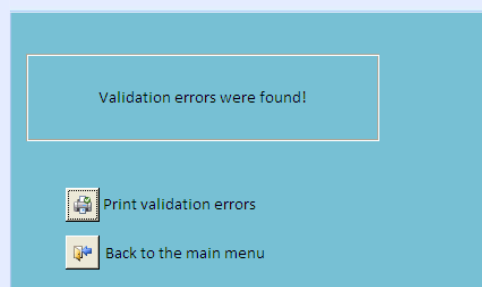 Validation errors were found!
Print validation errors
Back to the main menu